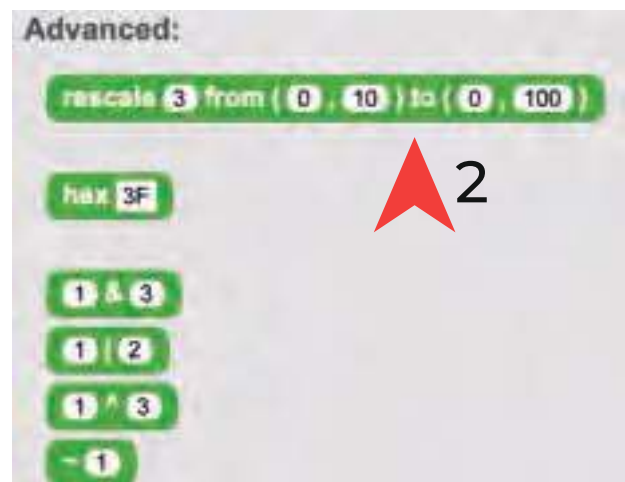 Advanced:
rescale 3 from ( 0 , 10 ) to ( 0 , 100 )
2
hex 3F
1 & 3
1 | 2
1 ^ 3
~ 1